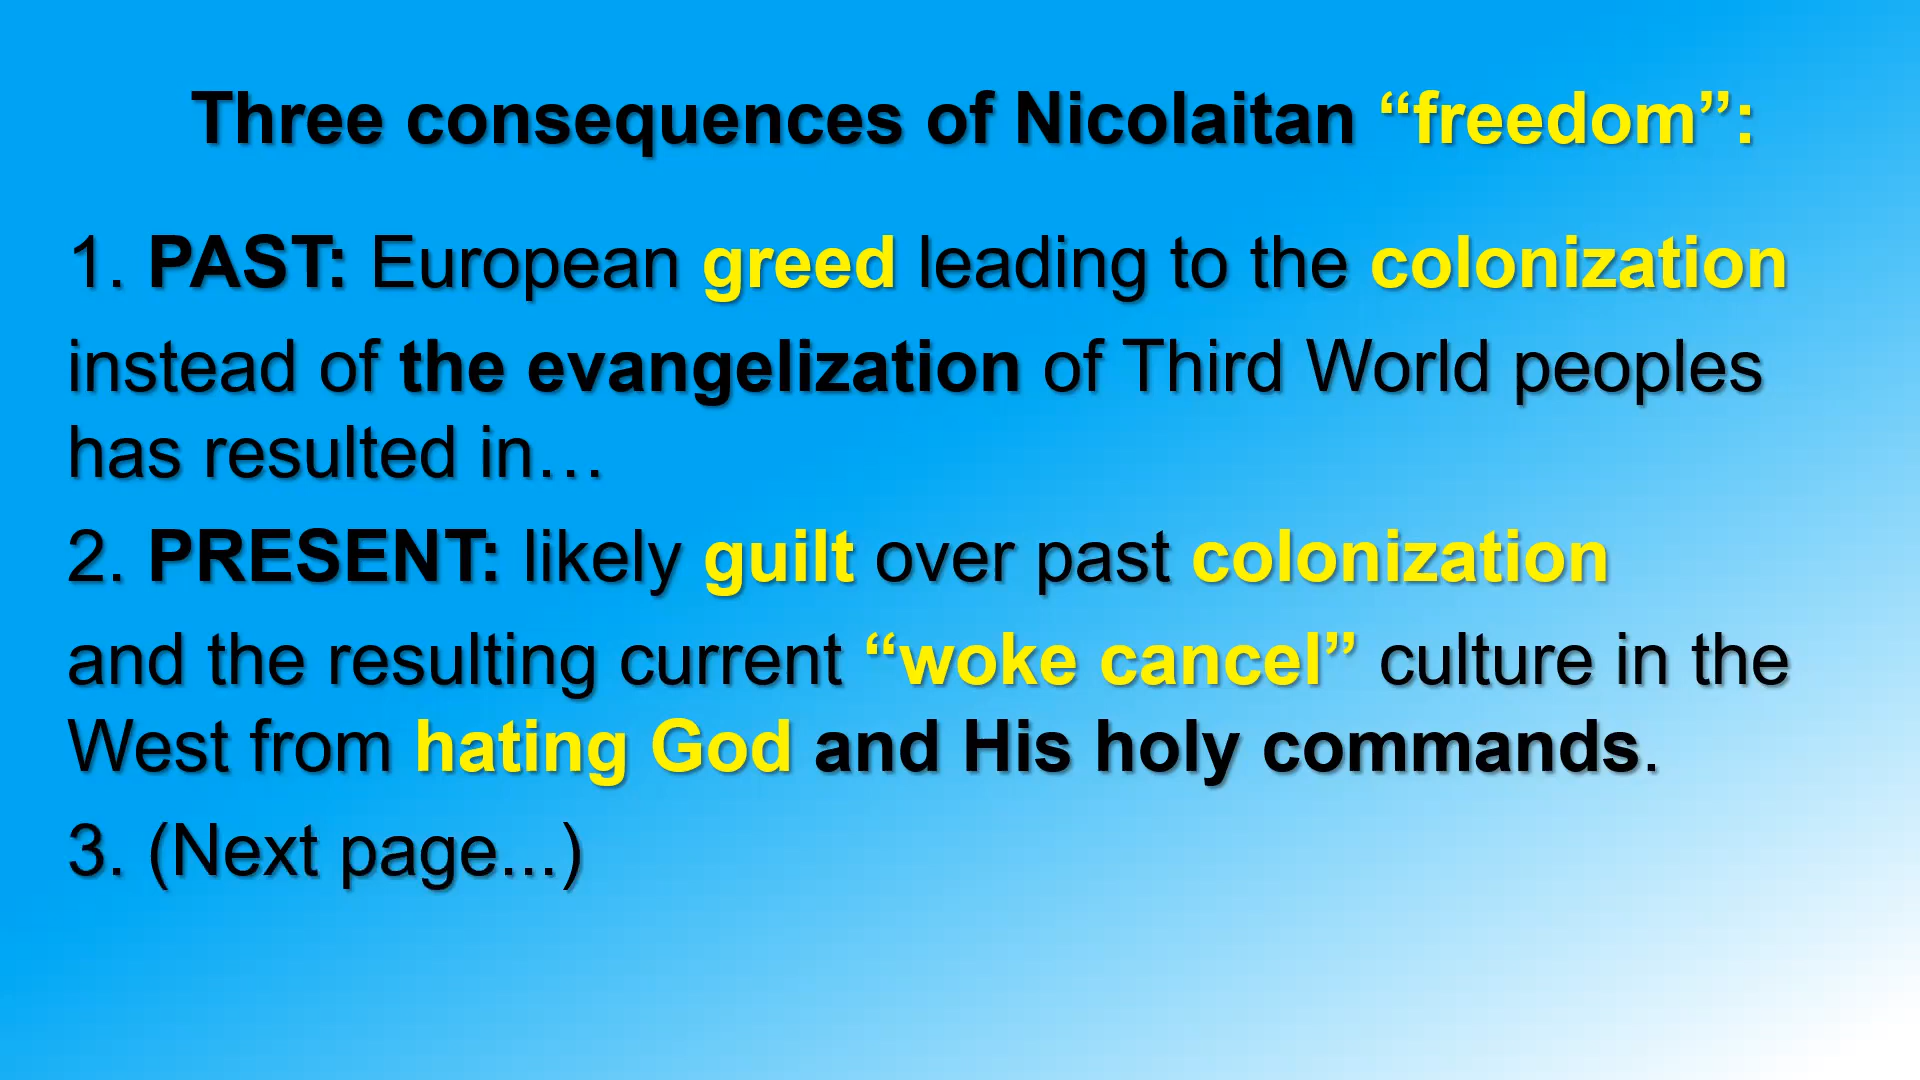 Three consequences of Nicolaitan “freedom”:
1. PAST: European greed leading to the colonization
instead of the evangelization of Third World peoples
has resulted in…
2. PRESENT: likely guilt over past colonization
and the resulting current “woke cancel” culture in the
West from hating God and His holy commands.
3. (Next page...)